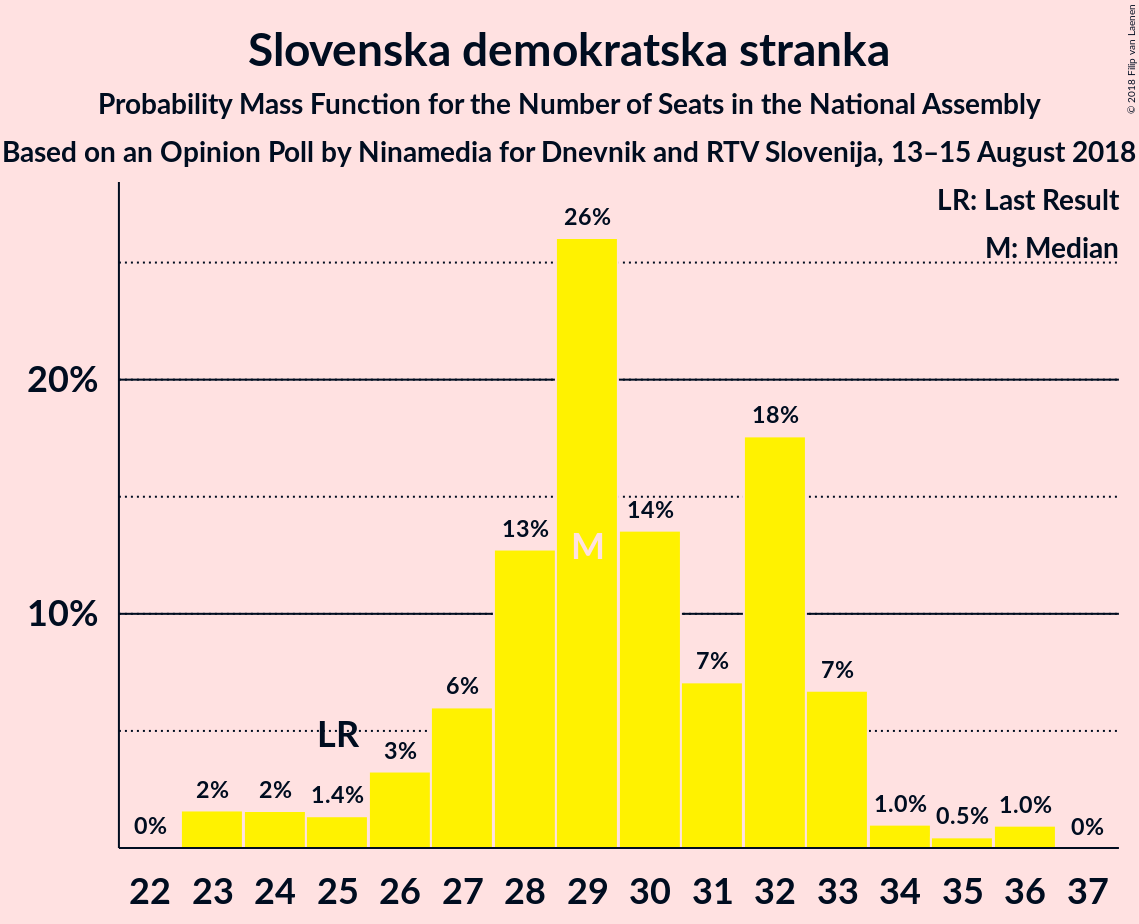 Slovenska demokratska stranka
Probability Mass Function for the Number of Seats in the National Assembly
Based on an Opinion Poll by Ninamedia for Dnevnik and RTV Slovenija, 13–15 August 2018
© 2018 Filip van Laenen
LR: Last Result
M: Median
20%
10%
0%
2%
2%
1.4%
3%
6%
13%
26%
14%
7%
18%
7%
1.0%
0.5%
1.0%
0%
LR
M
22 23 24 25 26 27 28 29 30 31 32 33 34 35 36 37